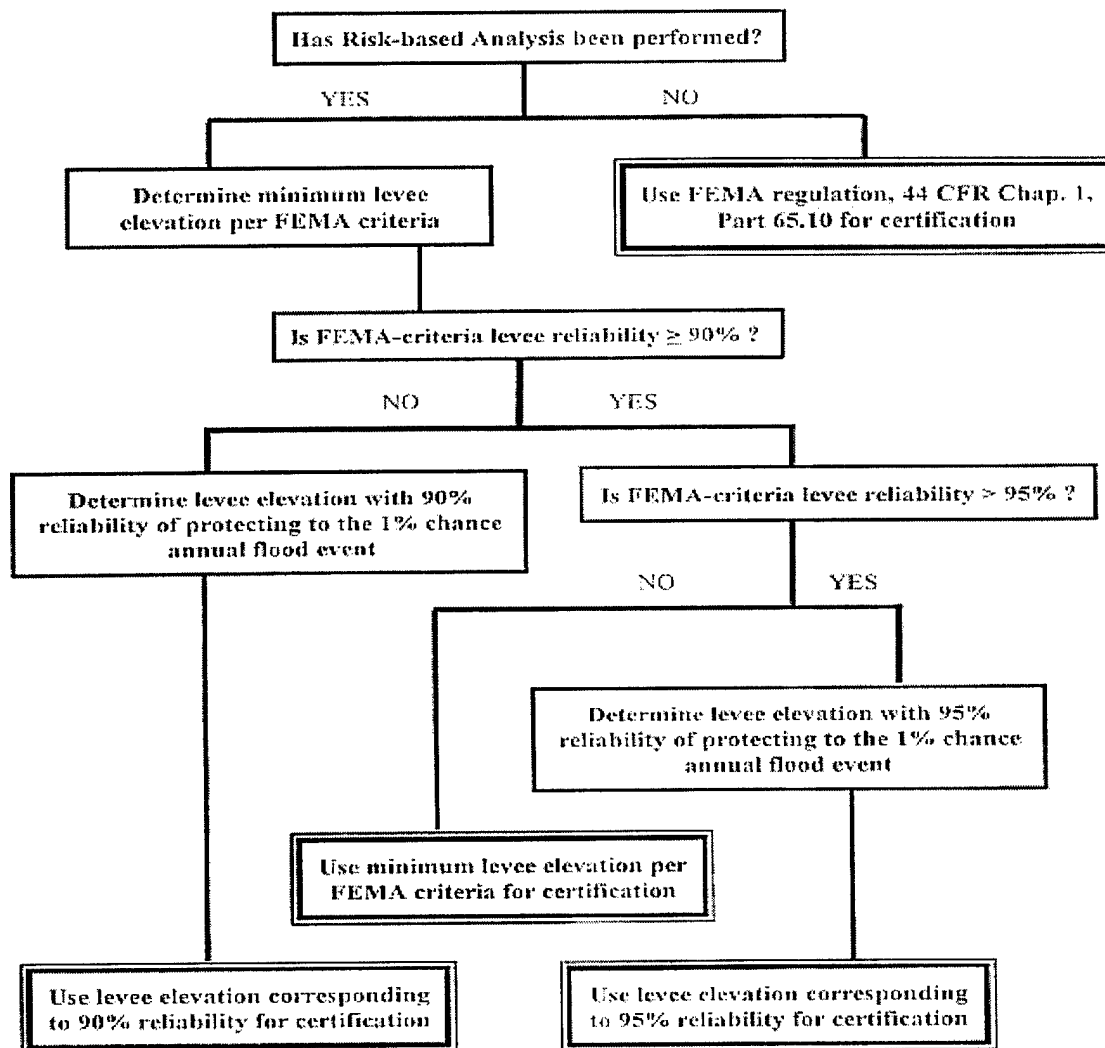 Has Risk-based Analysis been performed?
YES
NO
Determine minimum levee
elevation per FEMA criteria
Use FEMA regulation, 44 CFR Chap. 1,
Part 65.10 for certification
Is FEMA-criteria levee reliability ≥ 90% ?
NO
YES
Determine levee elevation with 90%
reliability of protecting to the 1% chance
annual flood event
Is FEMA-criteria levee reliability > 95% ?
NO
YES
Determine levee elevation with 95%
reliability of protecting to the 1% chance
annual flood event
Use minimum levee elevation per
FEMA criteria for certification
Use levee elevation corresponding
to 90% reliability for certification
Use levee elevation corresponding
to 95% reliability for certification